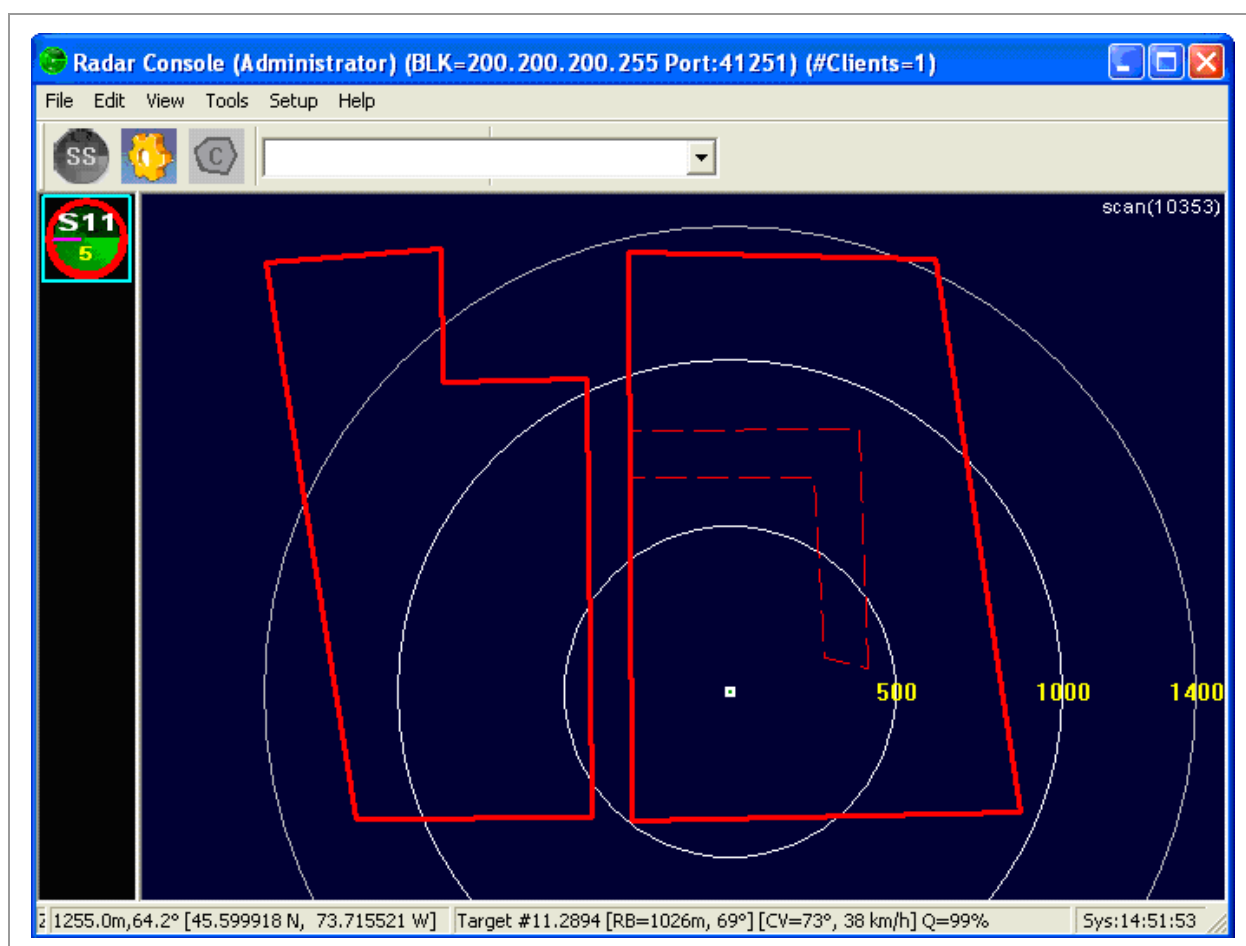 Radar Console (Administrator) (BLK=200.200.200.255 Port:41251) (#Clients=1)
File Edit View Tools Setup Help
SS C
scan(10353)
S11
5
500 1000 1400
1255.0m,64.2° [45.599918 N, 73.715521 W] Target #11.2894 [RB=1026m, 69°][CV=73°, 38 km/h] Q=99% Sys:14:51:53